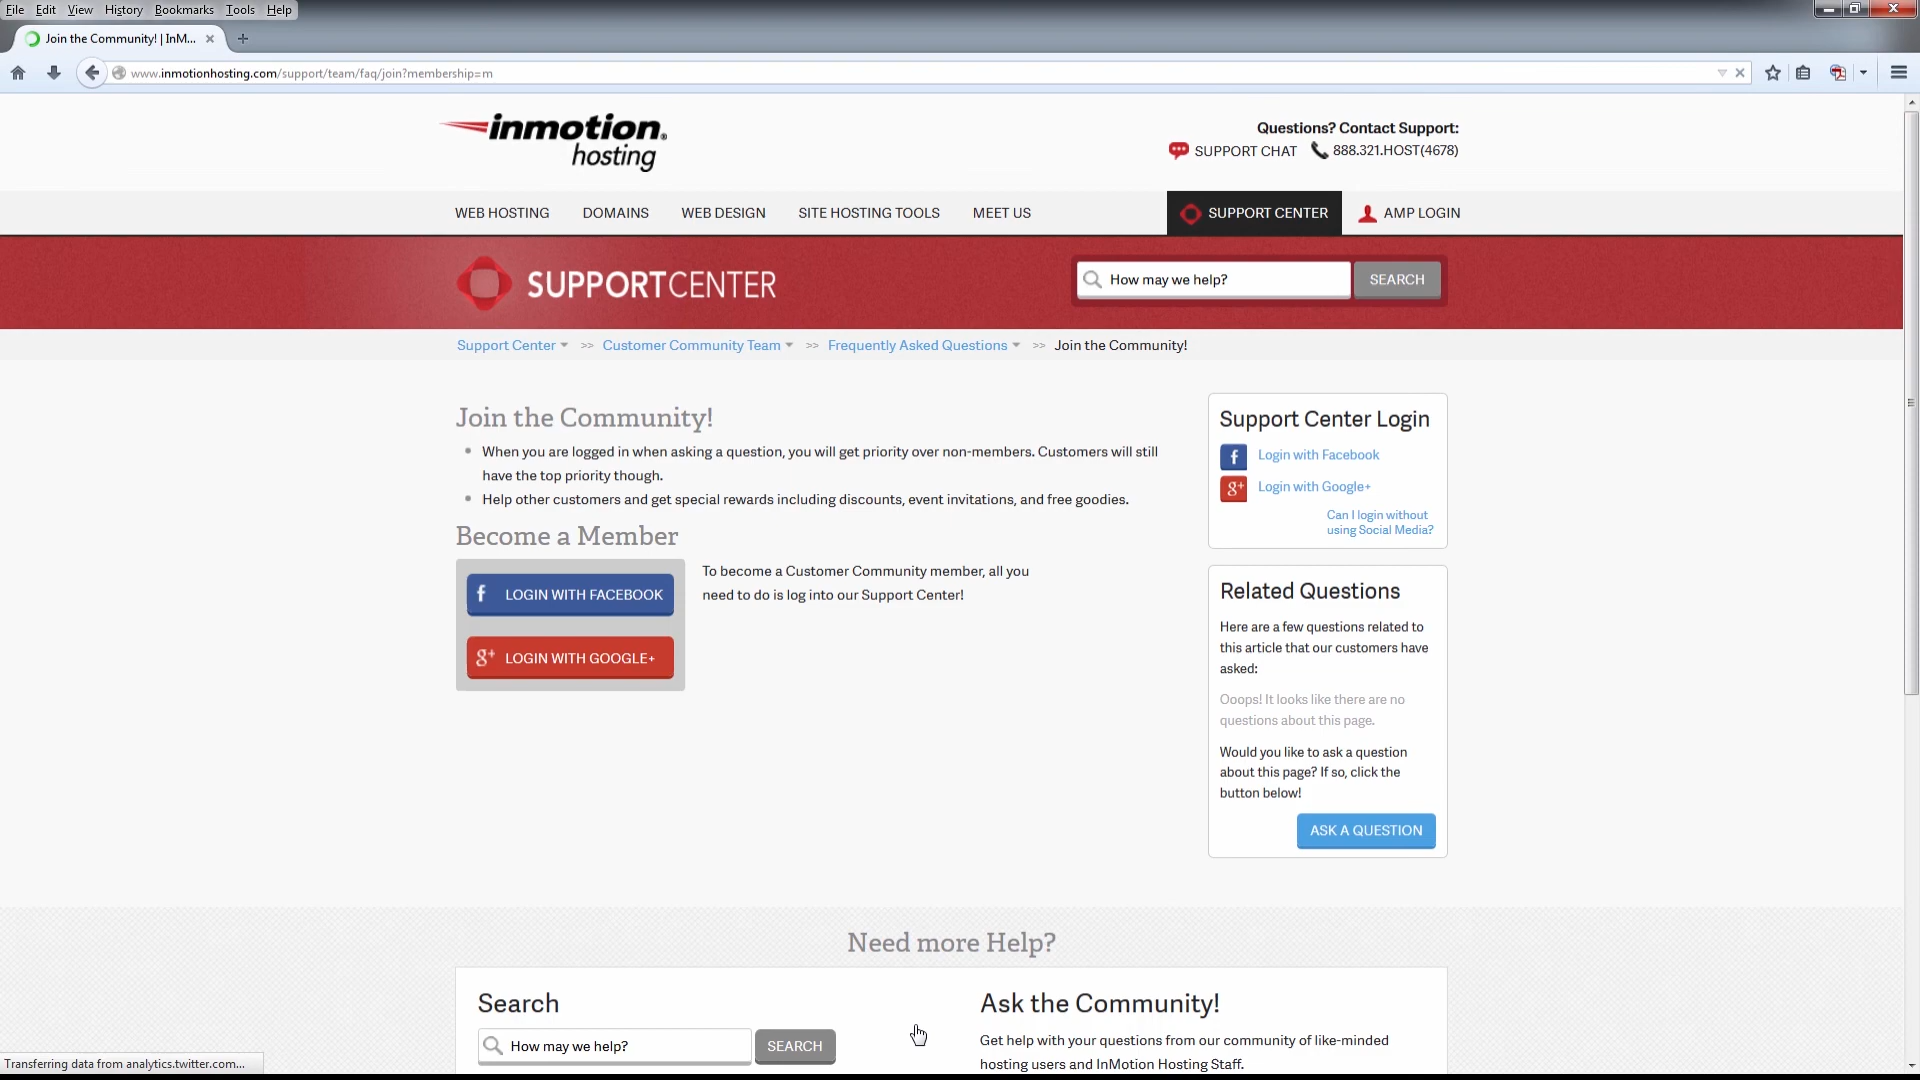 File Edit View History Bookmarks Tools Help
Join the Community! | InM...
www.inmotionhosting.com/support/team/faq/join?membership=m
inmotion®
hosting
Questions? Contact Support:
SUPPORT CHAT 888.321.HOST(4678)
WEB HOSTING DOMAINS WEB DESIGN SITE HOSTING TOOLS MEET US SUPPORT CENTER AMP LOGIN
SUPPORTCENTER
How may we help? SEARCH
Support Center >> Customer Community Team >> Frequently Asked Questions >> Join the Community!
Join the Community!
When you are logged in when asking a question, you will get priority over non-members. Customers will still
have the top priority though.
Help other customers and get special rewards including discounts, event invitations, and free goodies.
Become a Member
f LOGIN WITH FACEBOOK
g+ LOGIN WITH GOOGLE+
To become a Customer Community member, all you
need to do is log into our Support Center!
Support Center Login
f Login with Facebook
g+ Login with Google+
Can I login without
using Social Media?
Related Questions
Here are a few questions related to
this article that our customers have
asked:
Ooops! It looks like there are no
questions about this page.
Would you like to ask a question
about this page? If so, click the
button below!
ASK A QUESTION
Need more Help?
Search
How may we help? SEARCH
Ask the Community!
Get help with your questions from our community of like-minded
hosting users and InMotion Hosting Staff.
Transferring data from analytics.twitter.com...